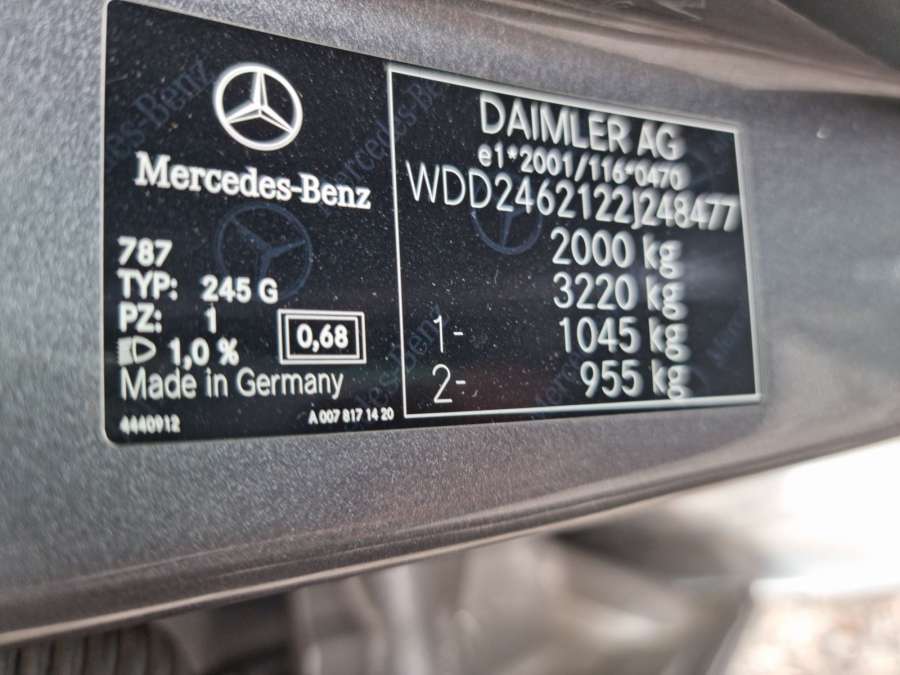 Mercedes-Benz
787
TYP: 245 G
PZ: 1
1,0 %
0,68
Made in Germany
4440912
A 007 817 14 20
DAIMLER AG
e1*2001/116*0470
WDD2462122J248477
2000 kg
3220 kg
1- 1045 kg
2- 955 kg